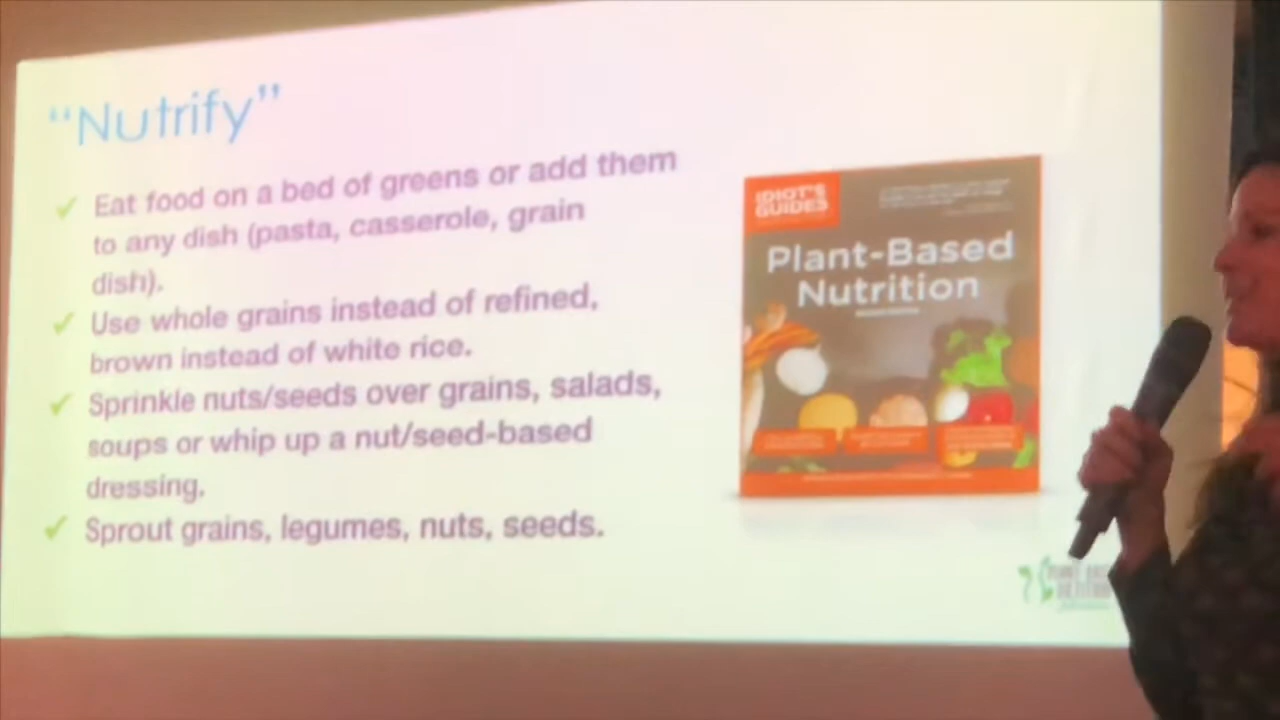 “Nutrify”
✓ Eat food on a bed of greens or add them
to any dish (pasta, casserole, grain
dish).
✓ Use whole grains instead of refined,
brown instead of white rice.
✓ Sprinkle nuts/seeds over grains, salads,
soups or whip up a nut/seed-based
dressing.
✓ Sprout grains, legumes, nuts, seeds.
IDIOT'S
GUIDES
Plant-Based
Nutrition